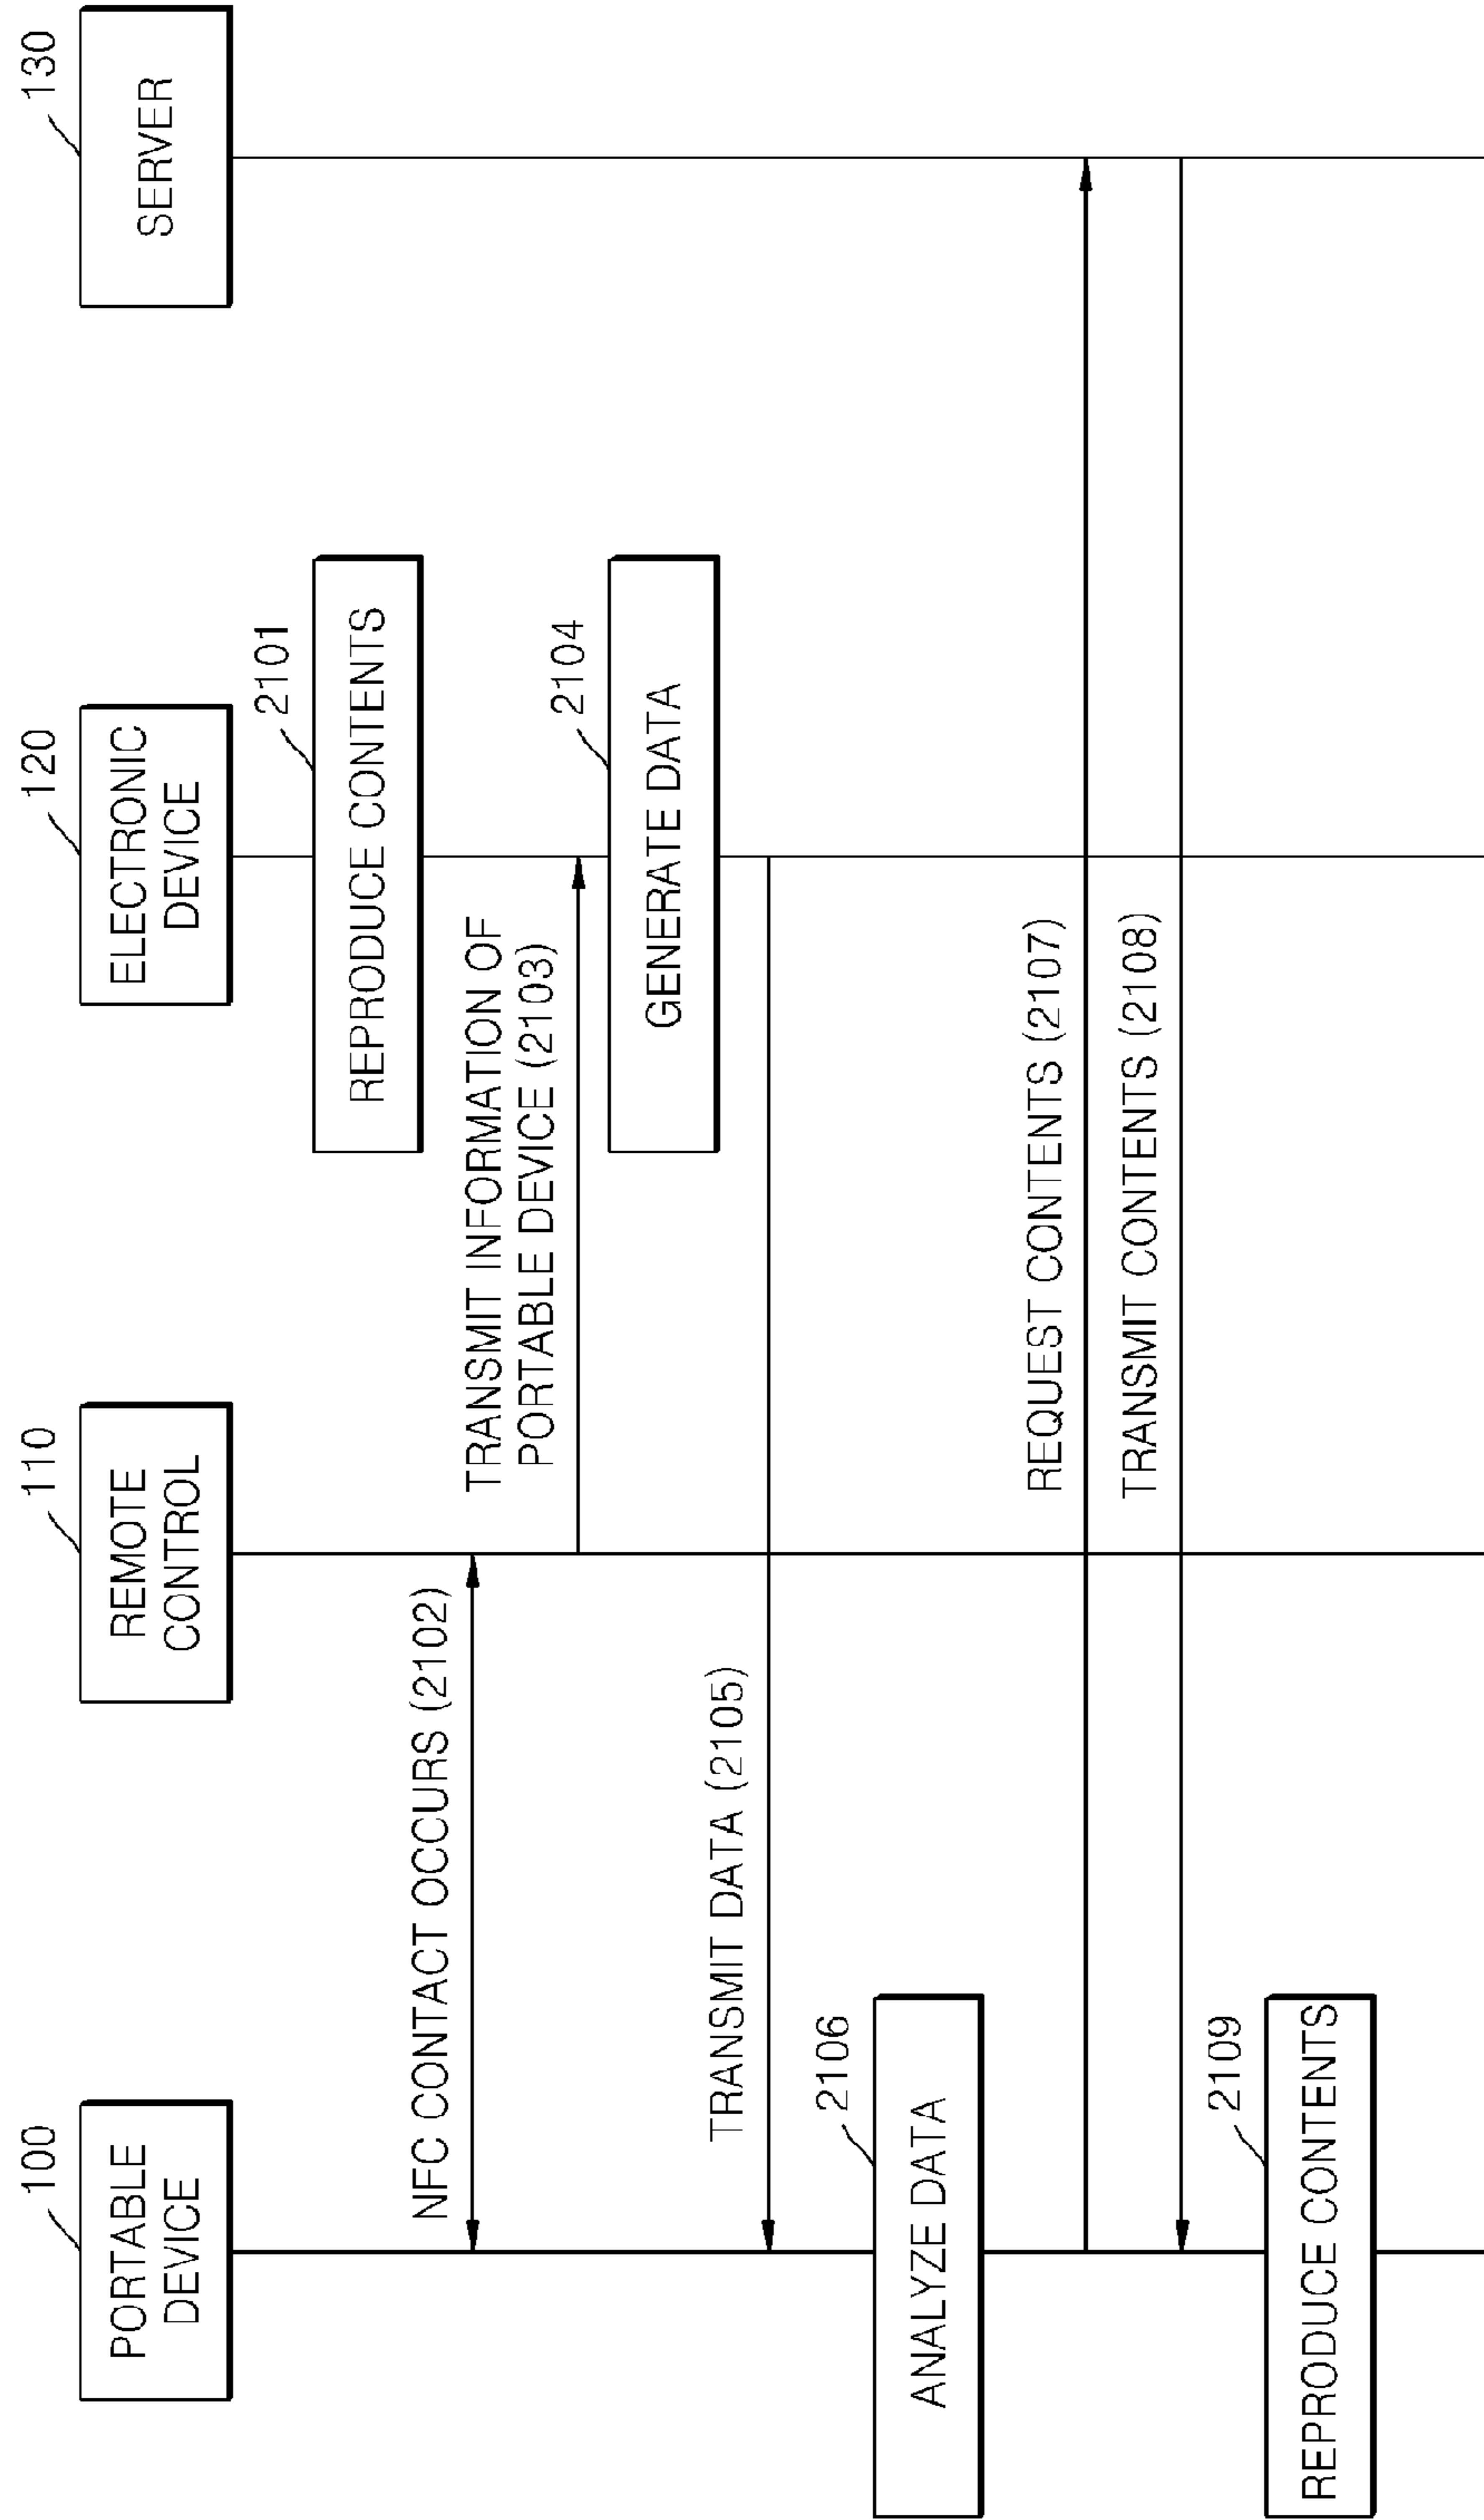 100
PORTABLE
DEVICE
110
REMOTE
CONTROL
120
ELECTRONIC
DEVICE
130
SERVER
2101
REPRODUCE CONTENTS
NFC CONTACT OCCURS (2102)
TRANSMIT INFORMATION OF
PORTABLE DEVICE (2103)
2104
GENERATE DATA
TRANSMIT DATA (2105)
2106
ANALYZE DATA
REQUEST CONTENTS (2107)
TRANSMIT CONTENTS (2108)
2109
REPRODUCE CONTENTS